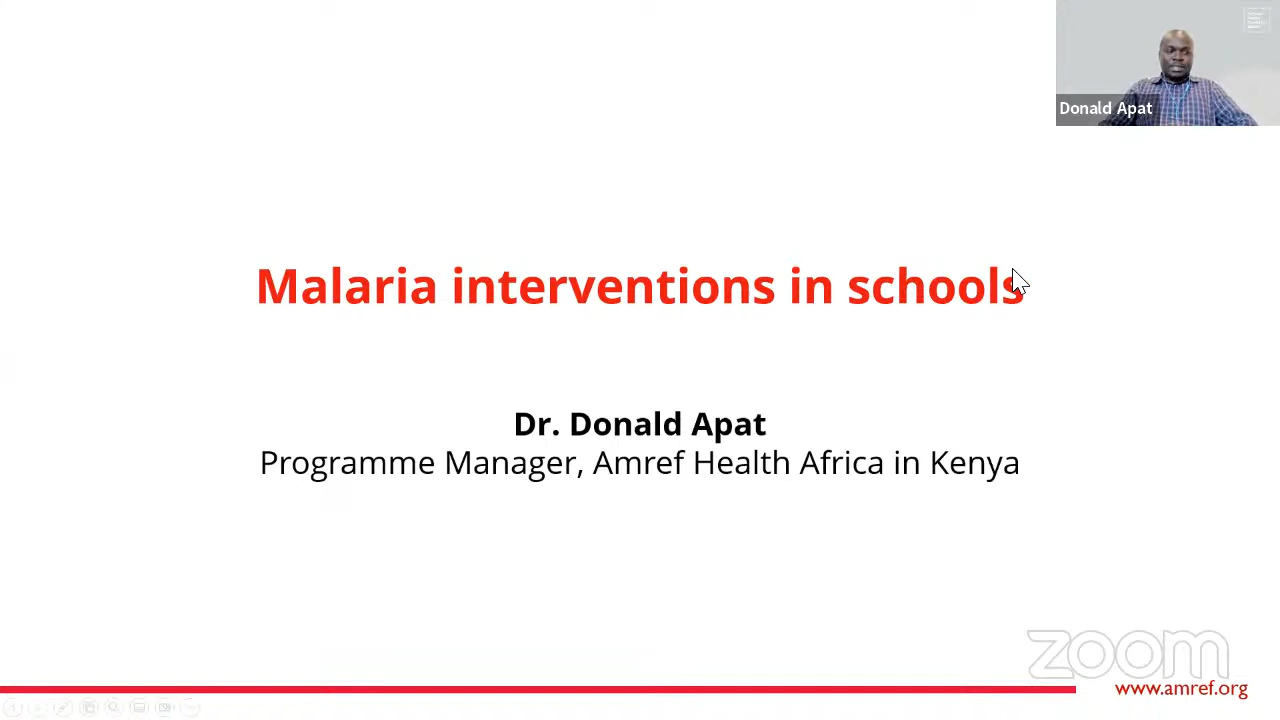 Donald Apat
Malaria interventions in schools
Dr. Donald Apat
Programme Manager, Amref Health Africa in Kenya
zoom
www.amref.org